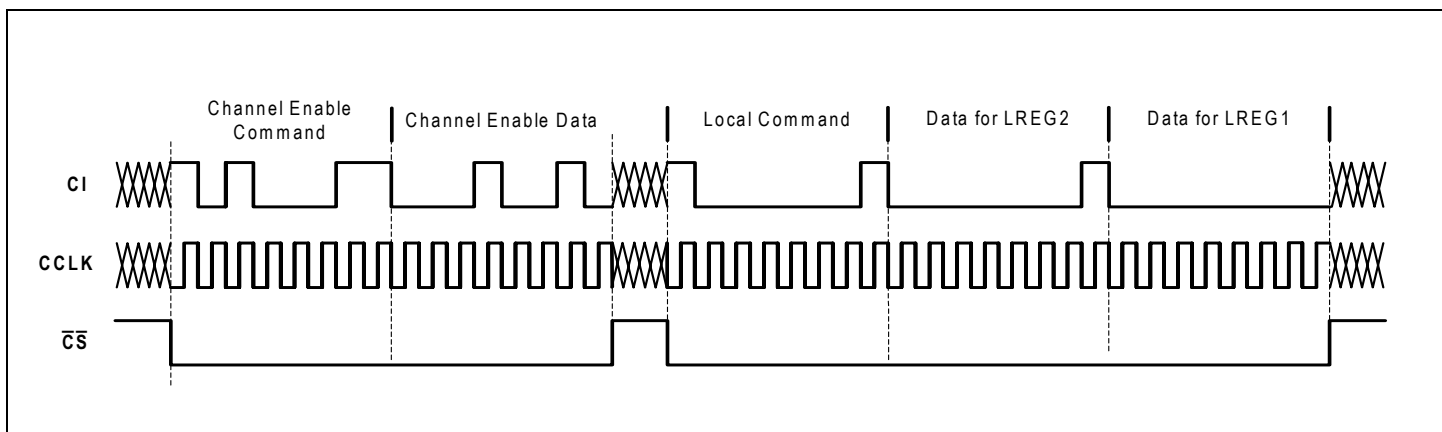 Channel Enable
Command
Channel Enable Data
Local Command
Data for LREG2
Data for LREG1
CI
CCLK
CS